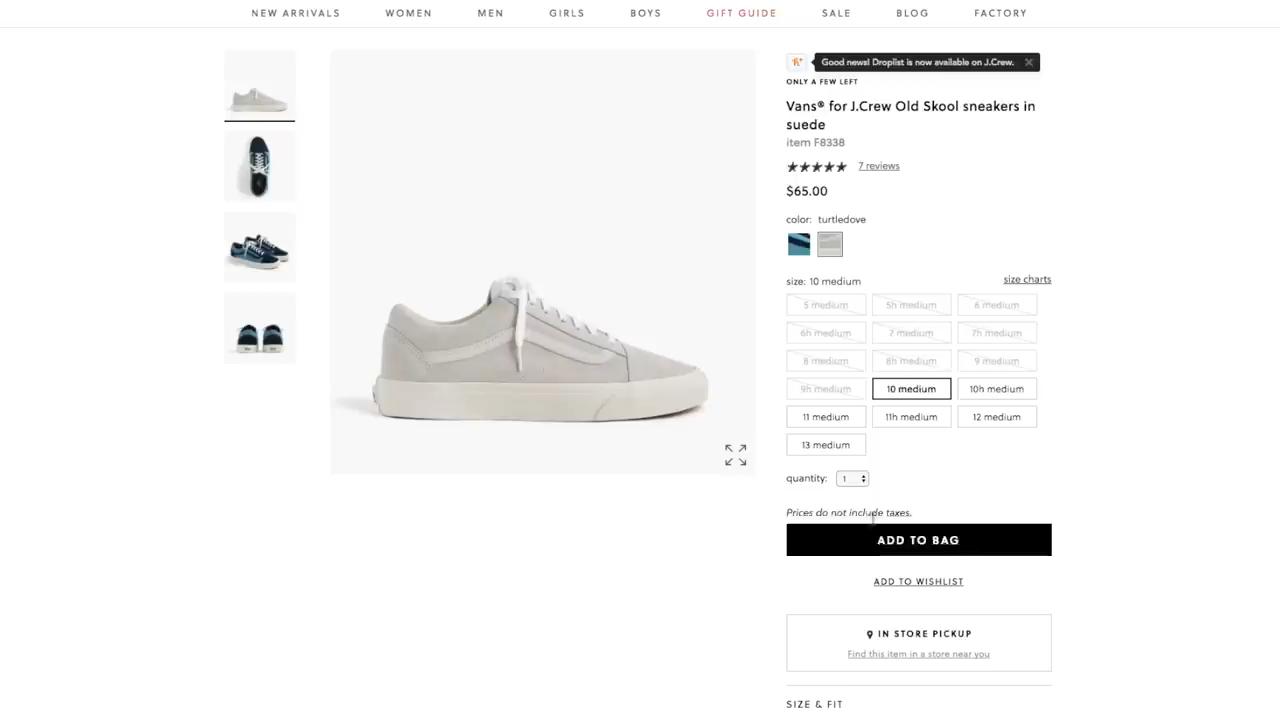 NEW ARRIVALS WOMEN MEN GIRLS BOYS GIFT GUIDE SALE BLOG FACTORY
Good news! Droplist is now available on J.Crew.
ONLY A FEW LEFT
Vans® for J.Crew Old Skool sneakers in
suede
item F8338
7 reviews
$65.00
color: turtledove
size: 10 medium
size charts
5 medium 5h medium 6 medium
6h medium 7 medium 7h medium
8 medium 8h medium 9 medium
9h medium 10 medium 10h medium
11 medium 11h medium 12 medium
13 medium
quantity: 1
Prices do not include taxes.
ADD TO BAG
ADD TO WISHLIST
IN STORE PICKUP
Find this item in a store near you
SIZE & FIT